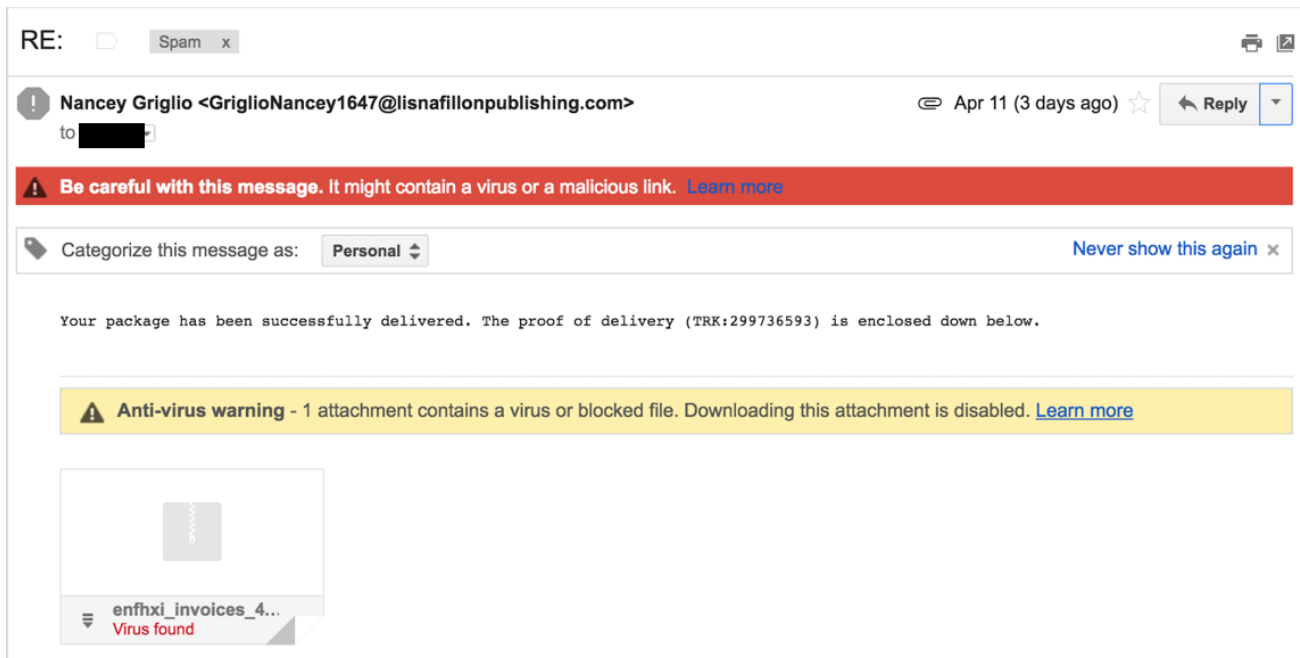 RE:
Spam x
Nancey Griglio <GriglioNancey1647@lisnafillonpublishing.com>
Apr 11 (3 days ago)
Reply
to
Be careful with this message. It might contain a virus or a malicious link. Learn more
Categorize this message as: Personal
Never show this again ×
Your package has been successfully delivered. The proof of delivery (TRK:299736593) is enclosed down below.
Anti-virus warning - 1 attachment contains a virus or blocked file. Downloading this attachment is disabled. Learn more
enfhxi_invoices_4...
Virus found